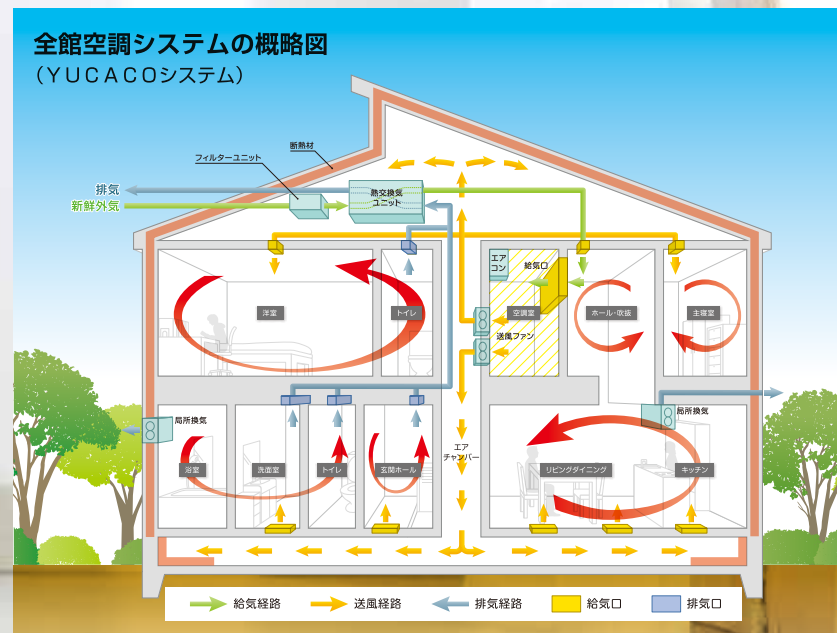 全館空調システムの概略図
（YUCACOシステム）
断熱材
フィルターユニット
排気
新鮮外気
熱交換気
ユニット
エア
コン
給気口
洋室
トイレ
空調室
ホール・吹抜
主寝室
送風ファン
局所換気
局所換気
エア
チャンバー
浴室
洗面室
トイレ
玄関ホール
リビングダイニング
キッチン
給気経路
送風経路
排気経路
給気口
排気口